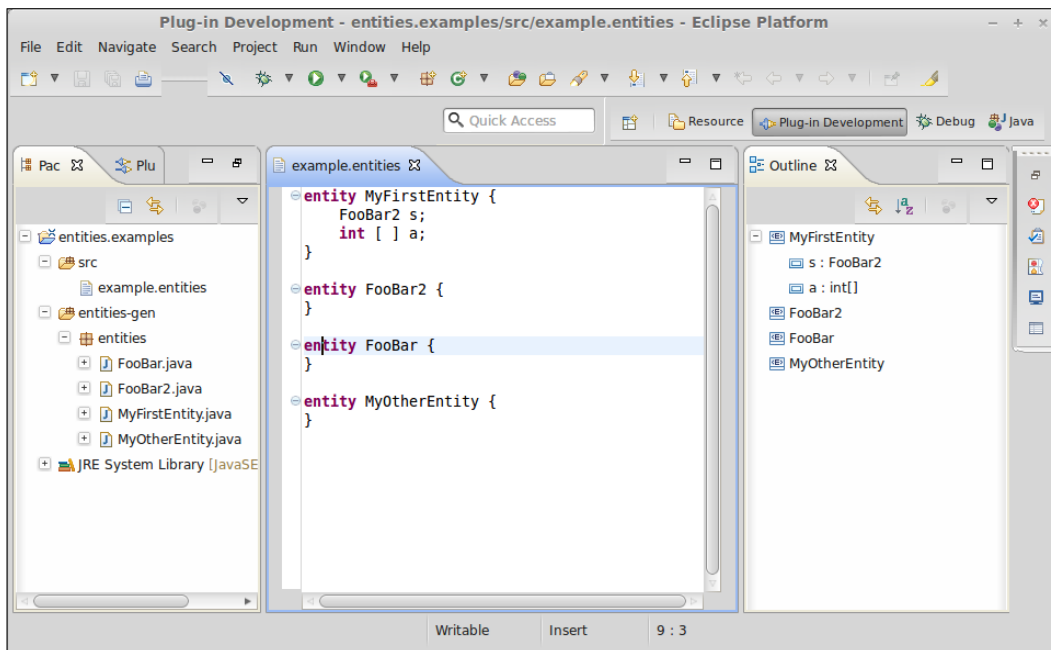 Plug-in Development - entities.examples/src/example.entities - Eclipse Platform
File Edit Navigate Search Project Run Window Help
Quick Access
Resource
Plug-in Development
Debug
Java
Pac
Plu
entities.examples
src
example.entities
entities-gen
entities
FooBar.java
FooBar2.java
MyFirstEntity.java
MyOtherEntity.java
JRE System Library [JavaSE
example.entities
entity MyFirstEntity {
FooBar2 s;
int [ ] a;
}
entity FooBar2 {
}
entity FooBar {
}
entity MyOtherEntity {
}
Outline
MyFirstEntity
s : FooBar2
a : int[]
FooBar2
FooBar
MyOtherEntity
Writable Insert 9 : 3